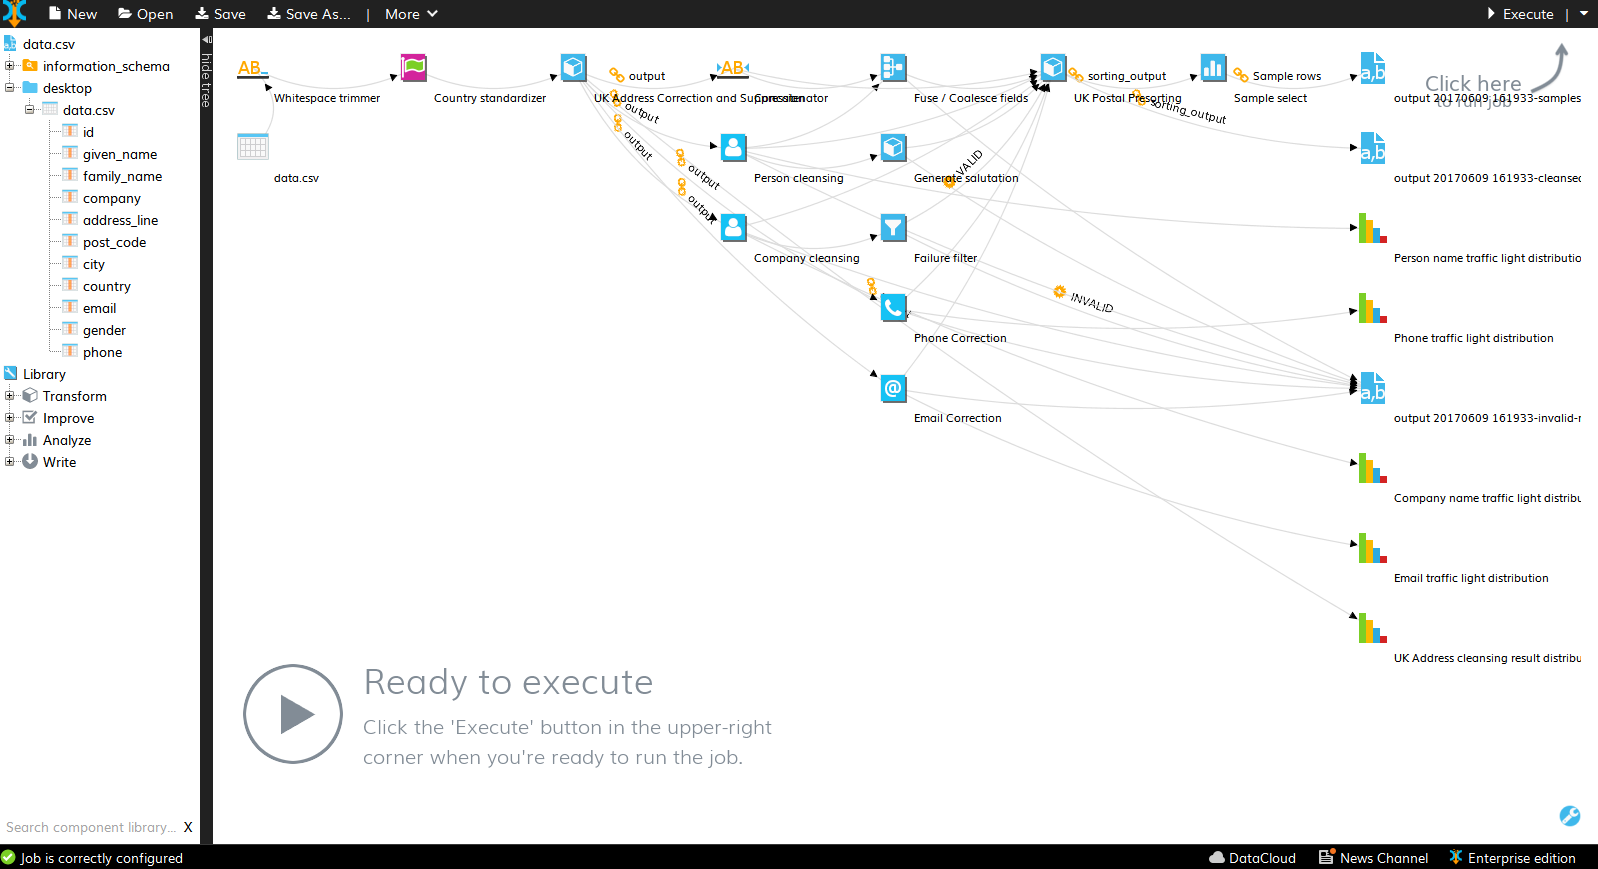 New
Open
Save
Save As...
|
More
Execute
|
data.csv
information_schema
desktop
data.csv
id
given_name
family_name
company
address_line
post_code
city
country
email
gender
phone
Library
Transform
Improve
Analyze
Write
Search component library...
X
hide tree
AB_
Whitespace trimmer
data.csv
Country standardizer
UK Address Correction and Suppression
output
output
output
output
output
AB
Concatenator
Person cleansing
Company cleansing
Fuse / Coalesce fields
Generate salutation
VALID
Failure filter
INVALID
Phone Correction
@
Email Correction
UK Postal Presorting
sorting_output
sorting_output
Sample select
Sample rows
a,b
output 20170609 161933-samples
Click here
to run job
a,b
output 20170609 161933-cleansed
Person name traffic light distributio
Phone traffic light distribution
a,b
output 20170609 161933-invalid-r
Company name traffic light distribu
Email traffic light distribution
UK Address cleansing result distribu
Ready to execute
Click the 'Execute' button in the upper-right
corner when you're ready to run the job.
Job is correctly configured
DataCloud
News Channel
Enterprise edition